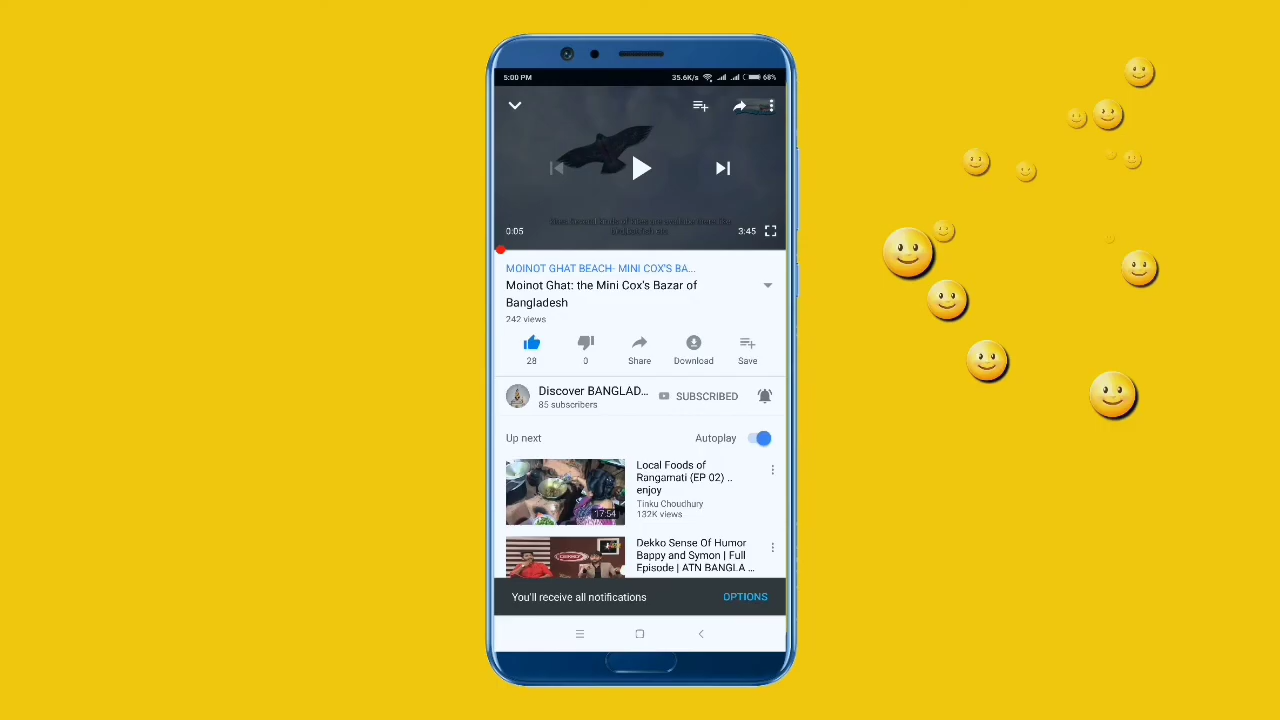 5:00 PM
35.6K/s
68%
0:05
3:45
MOINOT GHAT BEACH- MINI COX'S BA...
Moinot Ghat: the Mini Cox's Bazar of
Bangladesh
242 views
28
0
Share
Download
Save
Discover BANGLAD...
SUBSCRIBED
85 subscribers
Up next
Autoplay
Local Foods of
Rangamati (EP 02) ..
enjoy
Tinku Choudhury
132K views
17:54
Dekko Sense Of Humor
Bappy and Symon | Full
Episode | ATN BANGLA ...
You'll receive all notifications
OPTIONS